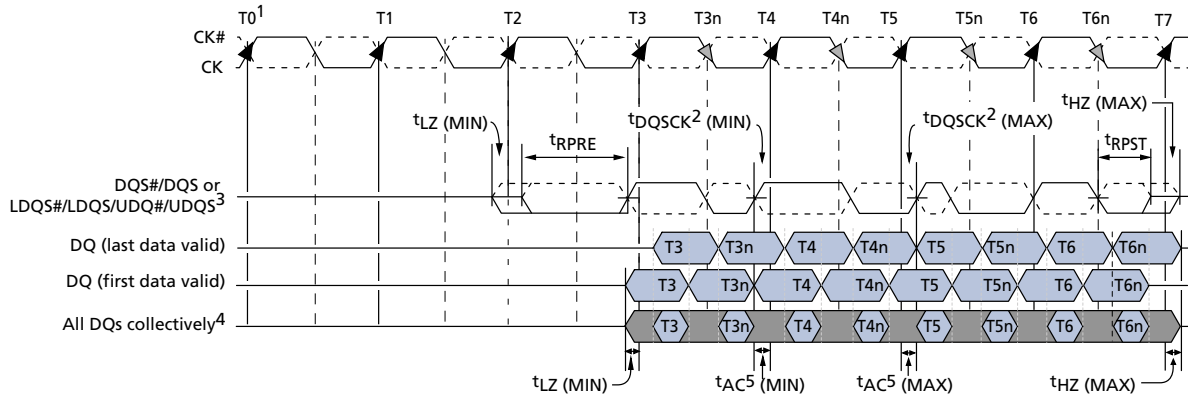 T0¹ T1 T2 T3 T3n T4 T4n T5 T5n T6 T6n T7
CK#
CK
tHZ (MAX)
tLZ (MIN)
tDQSCK² (MIN)
tDQSCK² (MAX)
tRPRE
tRPST
DQS#/DQS or
LDQS#/LDQS/UDQ#/UDQS³
DQ (last data valid)
T3 T3n T4 T4n T5 T5n T6 T6n
DQ (first data valid)
T3 T3n T4 T4n T5 T5n T6 T6n
All DQs collectively⁴
T3 T3n T4 T4n T5 T5n T6 T6n
tLZ (MIN)
tAC⁵ (MIN)
tAC⁵ (MAX)
tHZ (MAX)